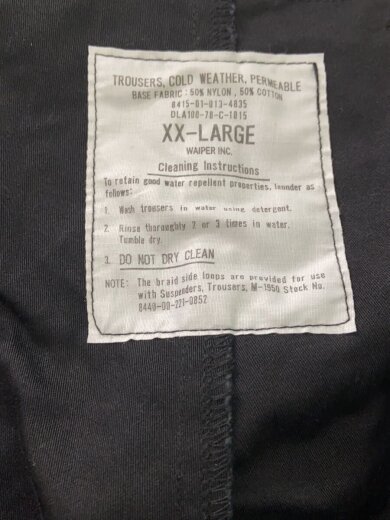 TROUSERS, COLD WEATHER, PERMEABLE
BASE FABRIC : 50% NYLON , 50% COTTON
8415-01-013-4835
DLA100-78-C-1015
XX-LARGE
WAIPER INC.
Cleaning Instructions
To retain good water repellent properties, launder as
follows:
1. Wash trousers in water using detergent.
2. Rinse thoroughly 2 or 3 times in water.
Tumble dry.
3. DO NOT DRY CLEAN
NOTE: The braid side loops are provided for use
with Suspenders, Trousers, M-1950 Stock No.
8440-00-221-0852